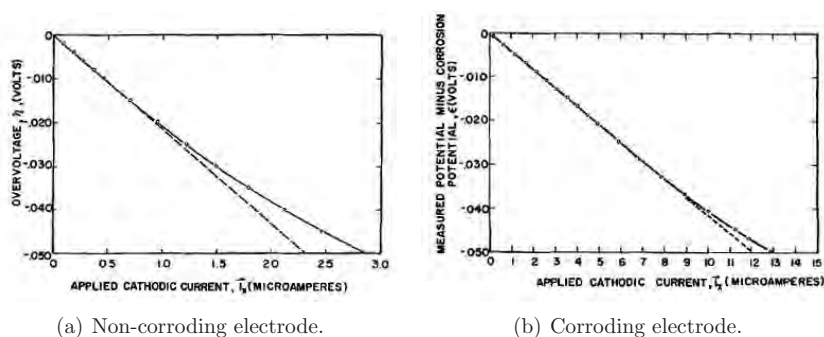 OVERVOLTAGE, η, (VOLTS)
0
-.010
-.020
-.030
-.040
-.050
0 .5 1.0 1.5 2.0 2.5 3.0
APPLIED CATHODIC CURRENT, (MICROAMPERES)
(a) Non-corroding electrode.
MEASURED POTENTIAL MINUS CORROSION
POTENTIAL, ε(VOLTS)
0
-.010
-.020
-.030
-.040
-.050
0 1 2 3 4 5 6 7 8 9 10 11 12 13 14 15
APPLIED CATHODIC CURRENT, (MICROAMPERES)
(b) Corroding electrode.